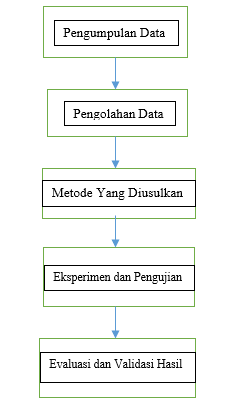 Pengumpulan Data
Pengolahan Data
Metode Yang Diusulkan
Eksperimen dan Pengujian
Evaluasi dan Validasi Hasil